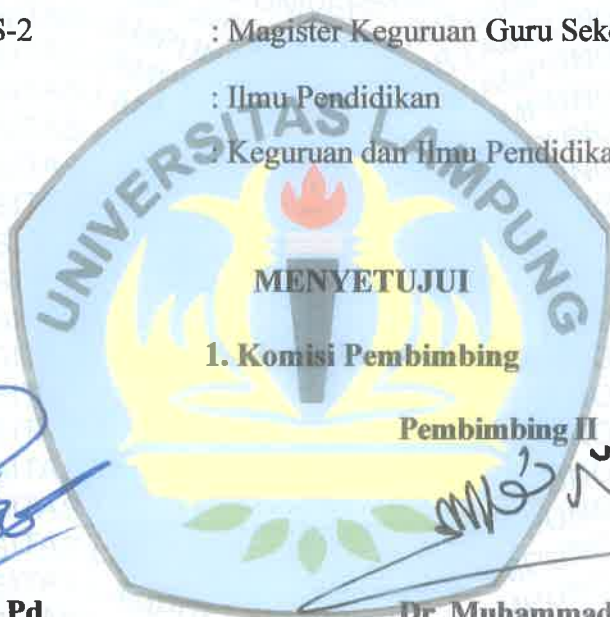 S-2 : Magister Keguruan Guru Seko
: Ilmu Pendidikan
: Keguruan dan Ilmu Pendidika
UNIVERSITAS LAMPUNG
MENYETUJUI
1. Komisi Pembimbing
Pembimbing II
Pd Dr. Muhammad